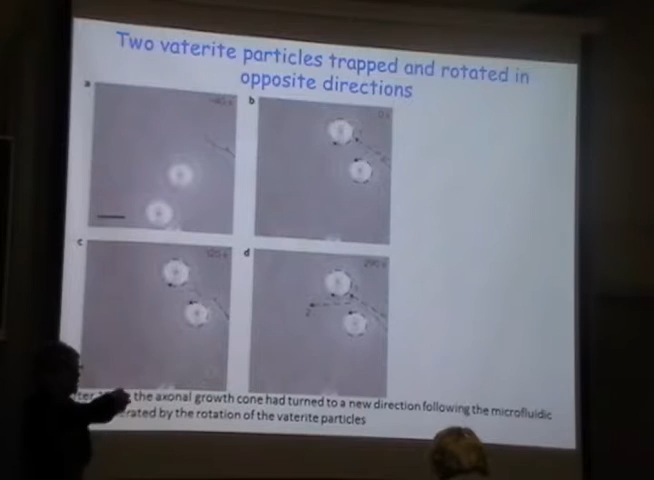 Two vaterite particles trapped and rotated in
opposite directions
a
b
0 s
c
d
the axonal growth cone had turned to a new direction following the microfluidic
by the rotation of the vaterite particles